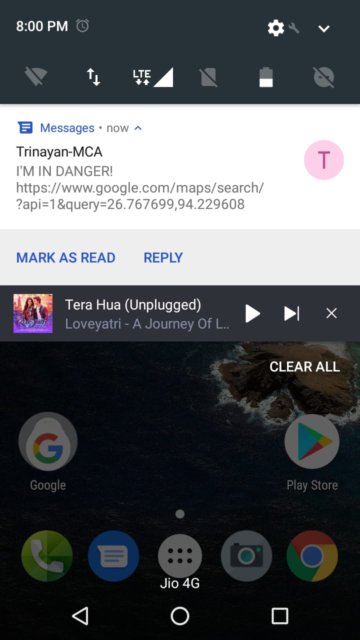 8:00 PM
LTE
Messages • now
Trinayan-MCA
I'M IN DANGER!
https://www.google.com/maps/search/
?api=1&query=26.767699,94.229608
T
MARK AS READ REPLY
Tera Hua (Unplugged)
Loveyatri - A Journey Of L..
CLEAR ALL
Google
Play Store
Jio 4G